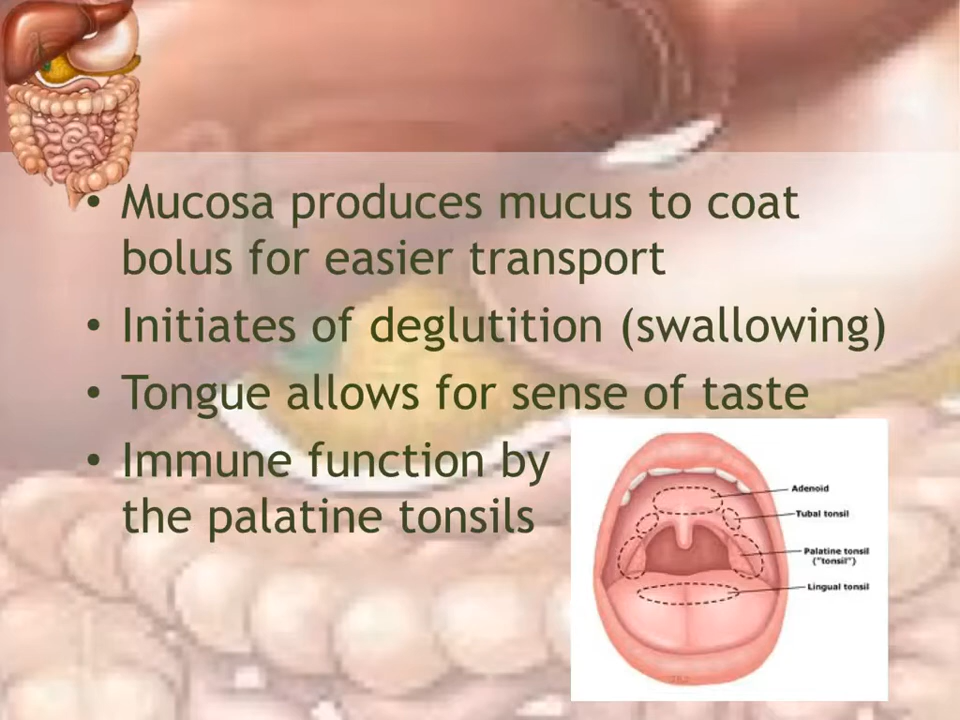 • Mucosa produces mucus to coat
bolus for easier transport
• Initiates of deglutition (swallowing)
• Tongue allows for sense of taste
• Immune function by
the palatine tonsils
Adenoid
Tubal tonsil
Palatine tonsil
("tonsil")
Lingual tonsil